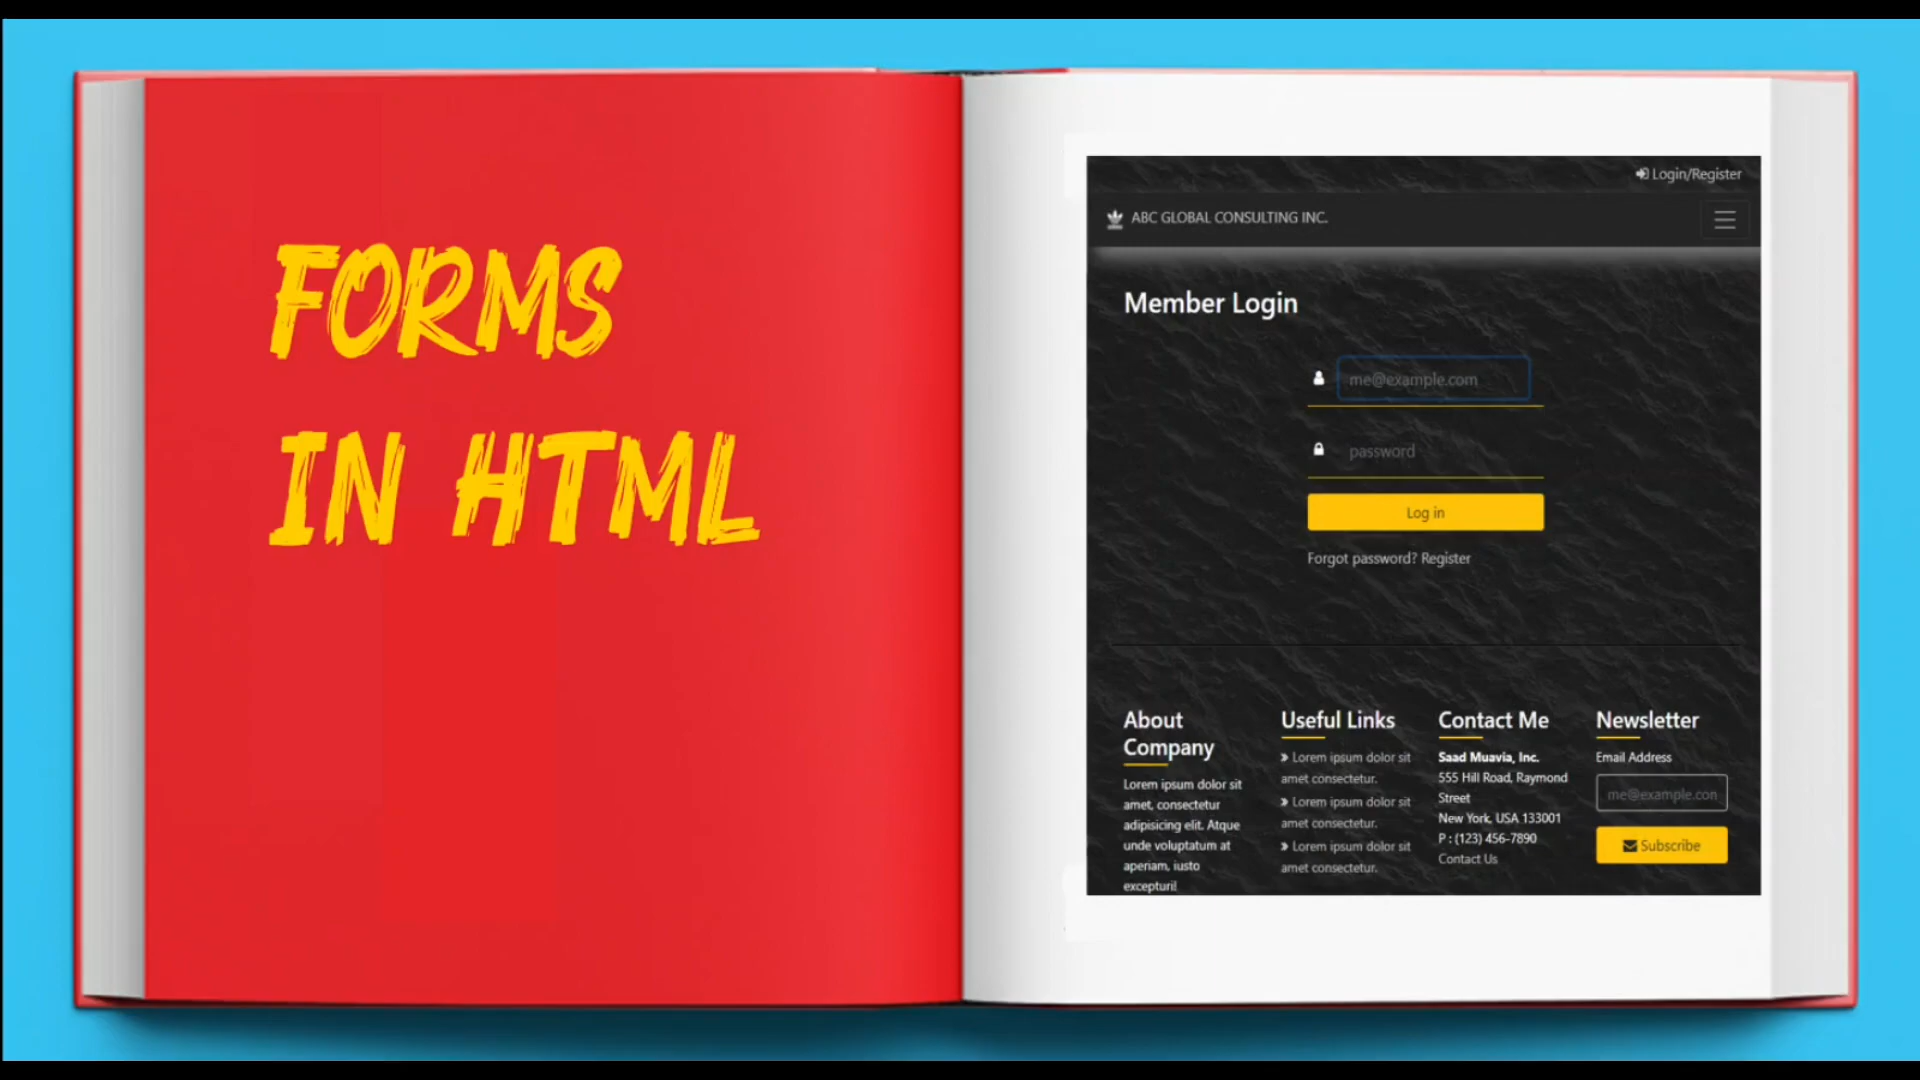 FORMS
IN HTML
Login/Register
ABC GLOBAL CONSULTING INC.
Member Login
me@example.com
password
Log in
Forgot password? Register
About
Company
Lorem ipsum dolor sit
amet, consectetur
adipisicing elit. Atque
unde voluptatum at
aperiam, iusto
excepturi!
Useful Links
» Lorem ipsum dolor sit
amet consectetur.
» Lorem ipsum dolor sit
amet consectetur.
» Lorem ipsum dolor sit
amet consectetur.
Contact Me
Saad Muavia, Inc.
555 Hill Road, Raymond
Street
New York, USA 133001
P : (123) 456-7890
Contact Us
Newsletter
Email Address
me@example.con
Subscribe